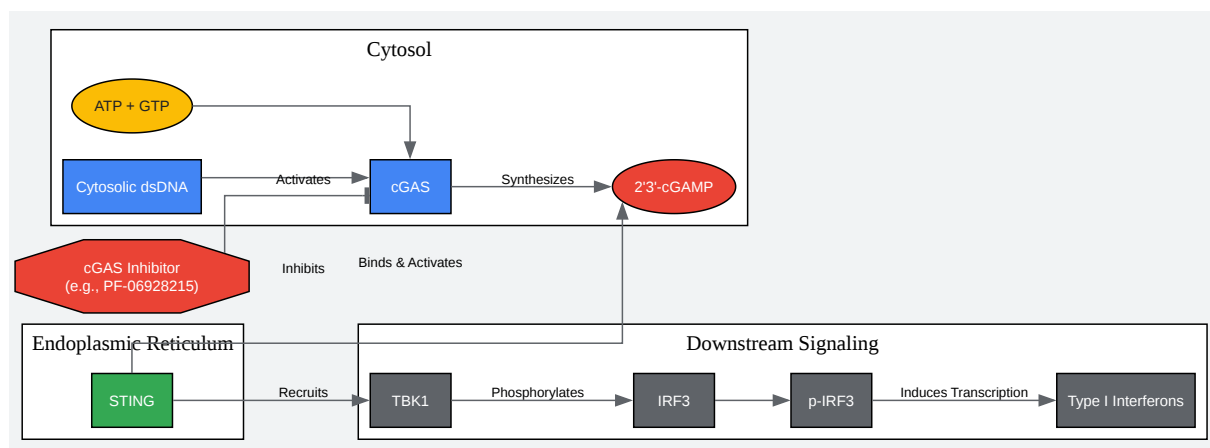 Cytosol
ATP + GTP
Cytosolic dsDNA
Activates
cGAS
Synthesizes
2'3'-cGAMP
cGAS Inhibitor
(e.g., PF-06928215)
Inhibits
Binds & Activates
Endoplasmic Reticulum
Downstream Signaling
STING
Recruits
TBK1
Phosphorylates
IRF3
p-IRF3
Induces Transcription
Type I Interferons